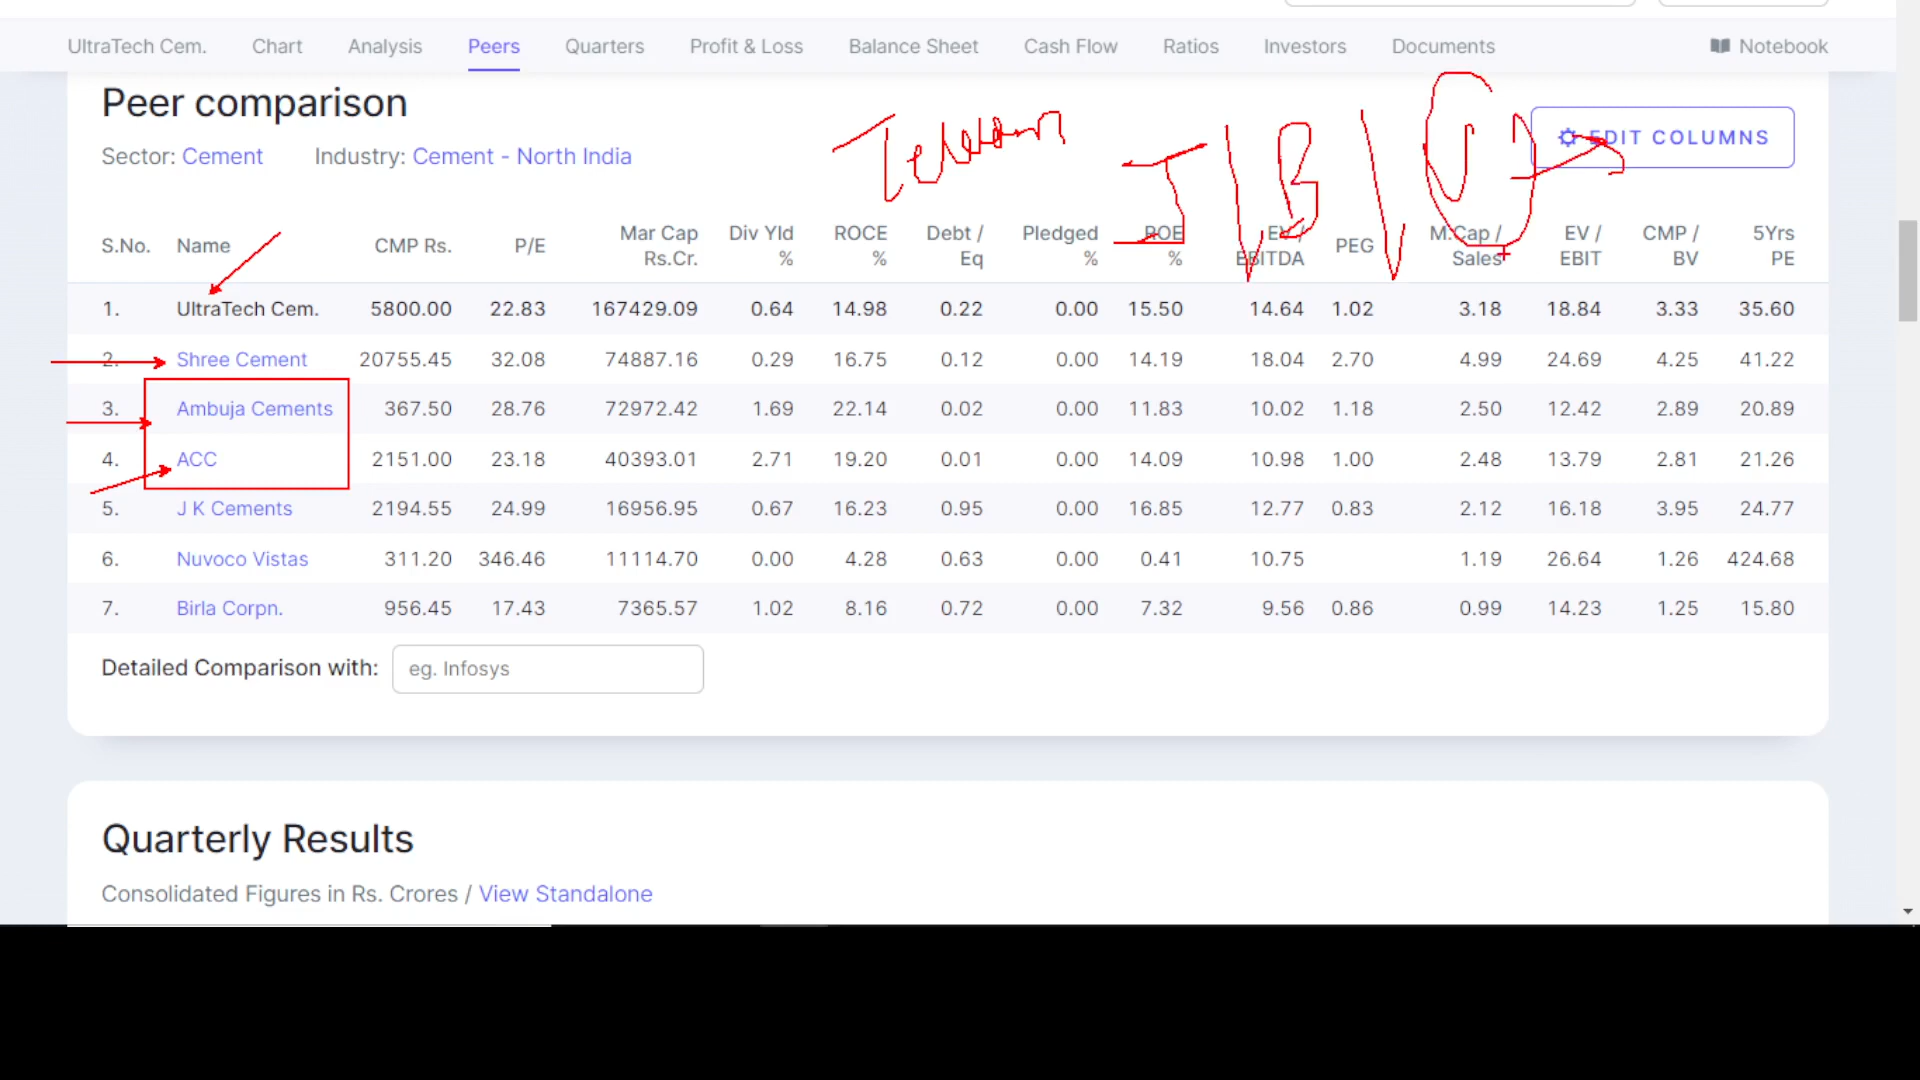 UltraTech Cem. Chart Analysis Peers Quarters Profit & Loss Balance Sheet Cash Flow Ratios Investors Documents Notebook
Peer comparison
EDIT COLUMNS
Sector: Cement Industry: Cement - North India
Telecom
J B
S.No. Name CMP Rs. P/E Mar Cap Rs.Cr. Div Yld % ROCE % Debt / Eq Pledged % ROE % EV / EBITDA PEG M.Cap / Sales EV / EBIT CMP / BV 5Yrs PE
1. UltraTech Cem. 5800.00 22.83 167429.09 0.64 14.98 0.22 0.00 15.50 14.64 1.02 3.18 18.84 3.33 35.60
2. Shree Cement 20755.45 32.08 74887.16 0.29 16.75 0.12 0.00 14.19 18.04 2.70 4.99 24.69 4.25 41.22
3. Ambuja Cements 367.50 28.76 72972.42 1.69 22.14 0.02 0.00 11.83 10.02 1.18 2.50 12.42 2.89 20.89
4. ACC 2151.00 23.18 40393.01 2.71 19.20 0.01 0.00 14.09 10.98 1.00 2.48 13.79 2.81 21.26
5. J K Cements 2194.55 24.99 16956.95 0.67 16.23 0.95 0.00 16.85 12.77 0.83 2.12 16.18 3.95 24.77
6. Nuvoco Vistas 311.20 346.46 11114.70 0.00 4.28 0.63 0.00 0.41 10.75 1.19 26.64 1.26 424.68
7. Birla Corpn. 956.45 17.43 7365.57 1.02 8.16 0.72 0.00 7.32 9.56 0.86 0.99 14.23 1.25 15.80
Detailed Comparison with: eg. Infosys
Quarterly Results
Consolidated Figures in Rs. Crores / View Standalone